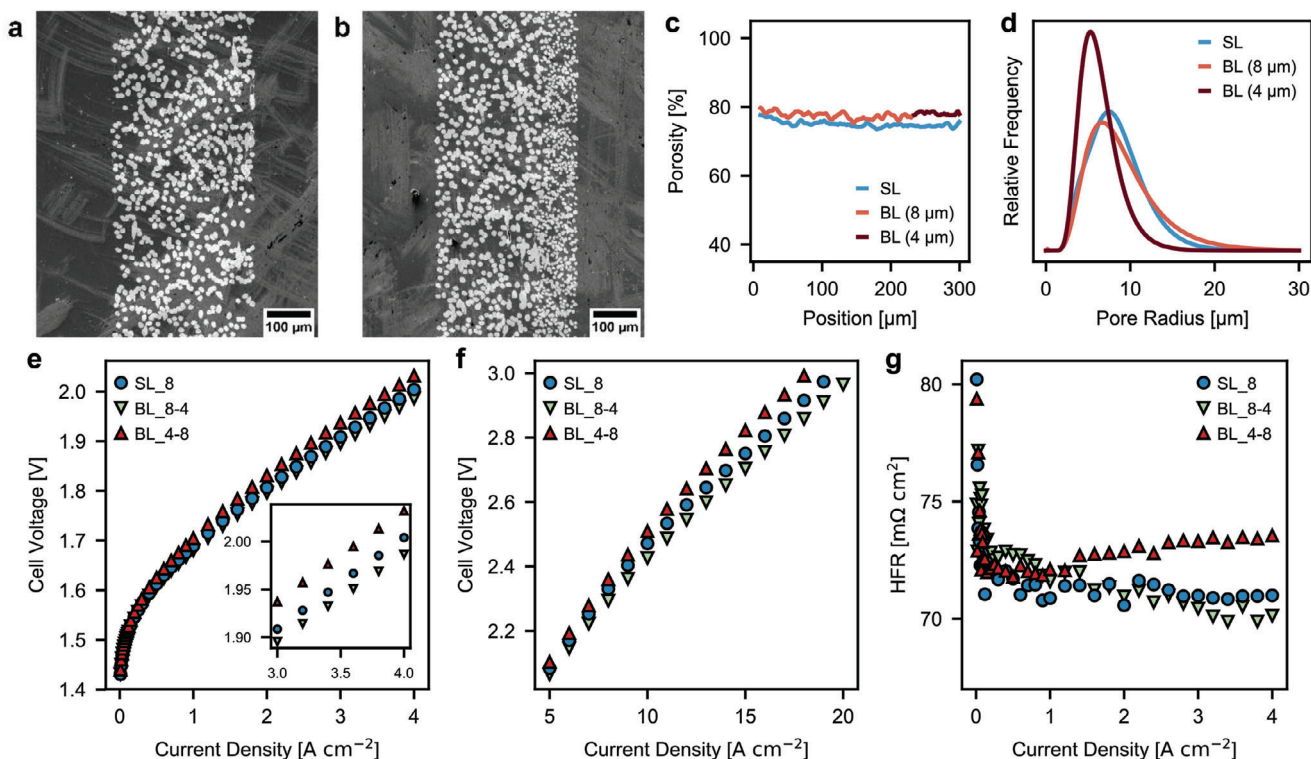 a
100 µm
b
100 µm
c
100
80
60
40
Porosity [%]
SL
BL (8 µm)
BL (4 µm)
0
100
200
300
Position [µm]
d
Relative Frequency
SL
BL (8 µm)
BL (4 µm)
0
10
20
30
Pore Radius [µm]
e
2.0
1.9
1.8
1.7
1.6
1.5
1.4
Cell Voltage [V]
SL_8
BL_8-4
BL_4-8
2.00
1.95
1.90
3.0
3.5
4.0
0
1
2
3
4
Current Density [A cm⁻²]
f
3.0
2.8
2.6
2.4
2.2
Cell Voltage [V]
SL_8
BL_8-4
BL_4-8
5
10
15
20
Current Density [A cm⁻²]
g
80
75
70
HFR [mΩ cm²]
SL_8
BL_8-4
BL_4-8
0
1
2
3
4
Current Density [A cm⁻²]